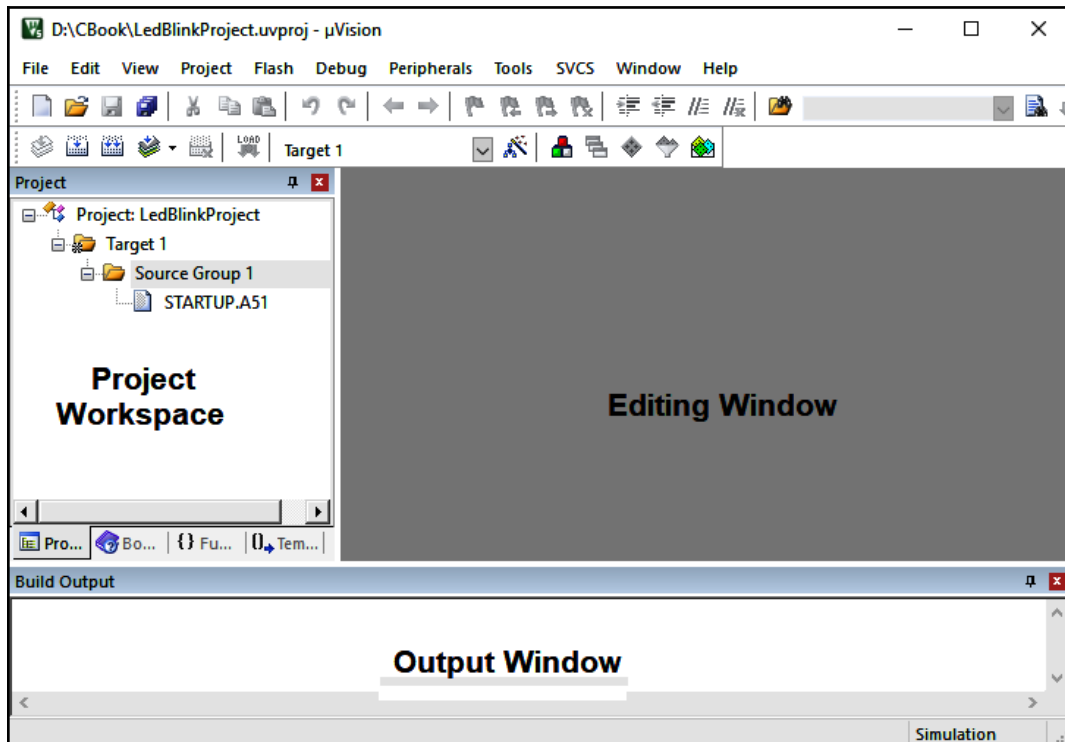 D:\CBook\LedBlinkProject.uvproj - µVision
File Edit View Project Flash Debug Peripherals Tools SVCS Window Help
LOAD Target 1
Project
Project: LedBlinkProject
Target 1
Source Group 1
STARTUP.A51
Project
Workspace
Editing Window
Pro... Bo... {} Fu... 0 Tem...
Build Output
Output Window
Simulation